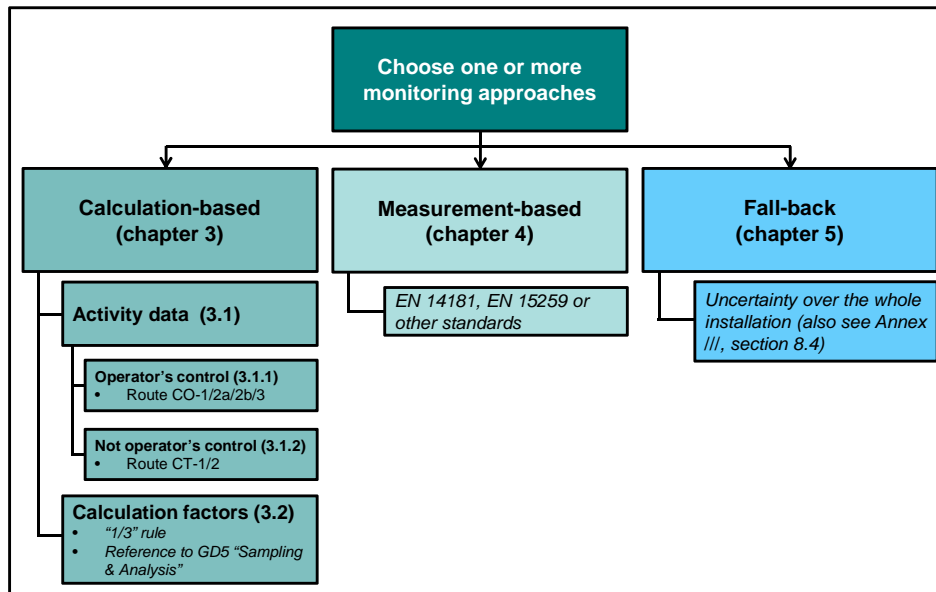 Choose one or more
monitoring approaches
Calculation-based
(chapter 3)
Measurement-based
(chapter 4)
Fall-back
(chapter 5)
Activity data (3.1)
Operator’s control (3.1.1)
• Route CO-1/2a/2b/3
Not operator’s control (3.1.2)
• Route CT-1/2
Calculation factors (3.2)
• “1/3” rule
• Reference to GD5 “Sampling
& Analysis”
EN 14181, EN 15259 or
other standards
Uncertainty over the whole
installation (also see Annex
///, section 8.4)